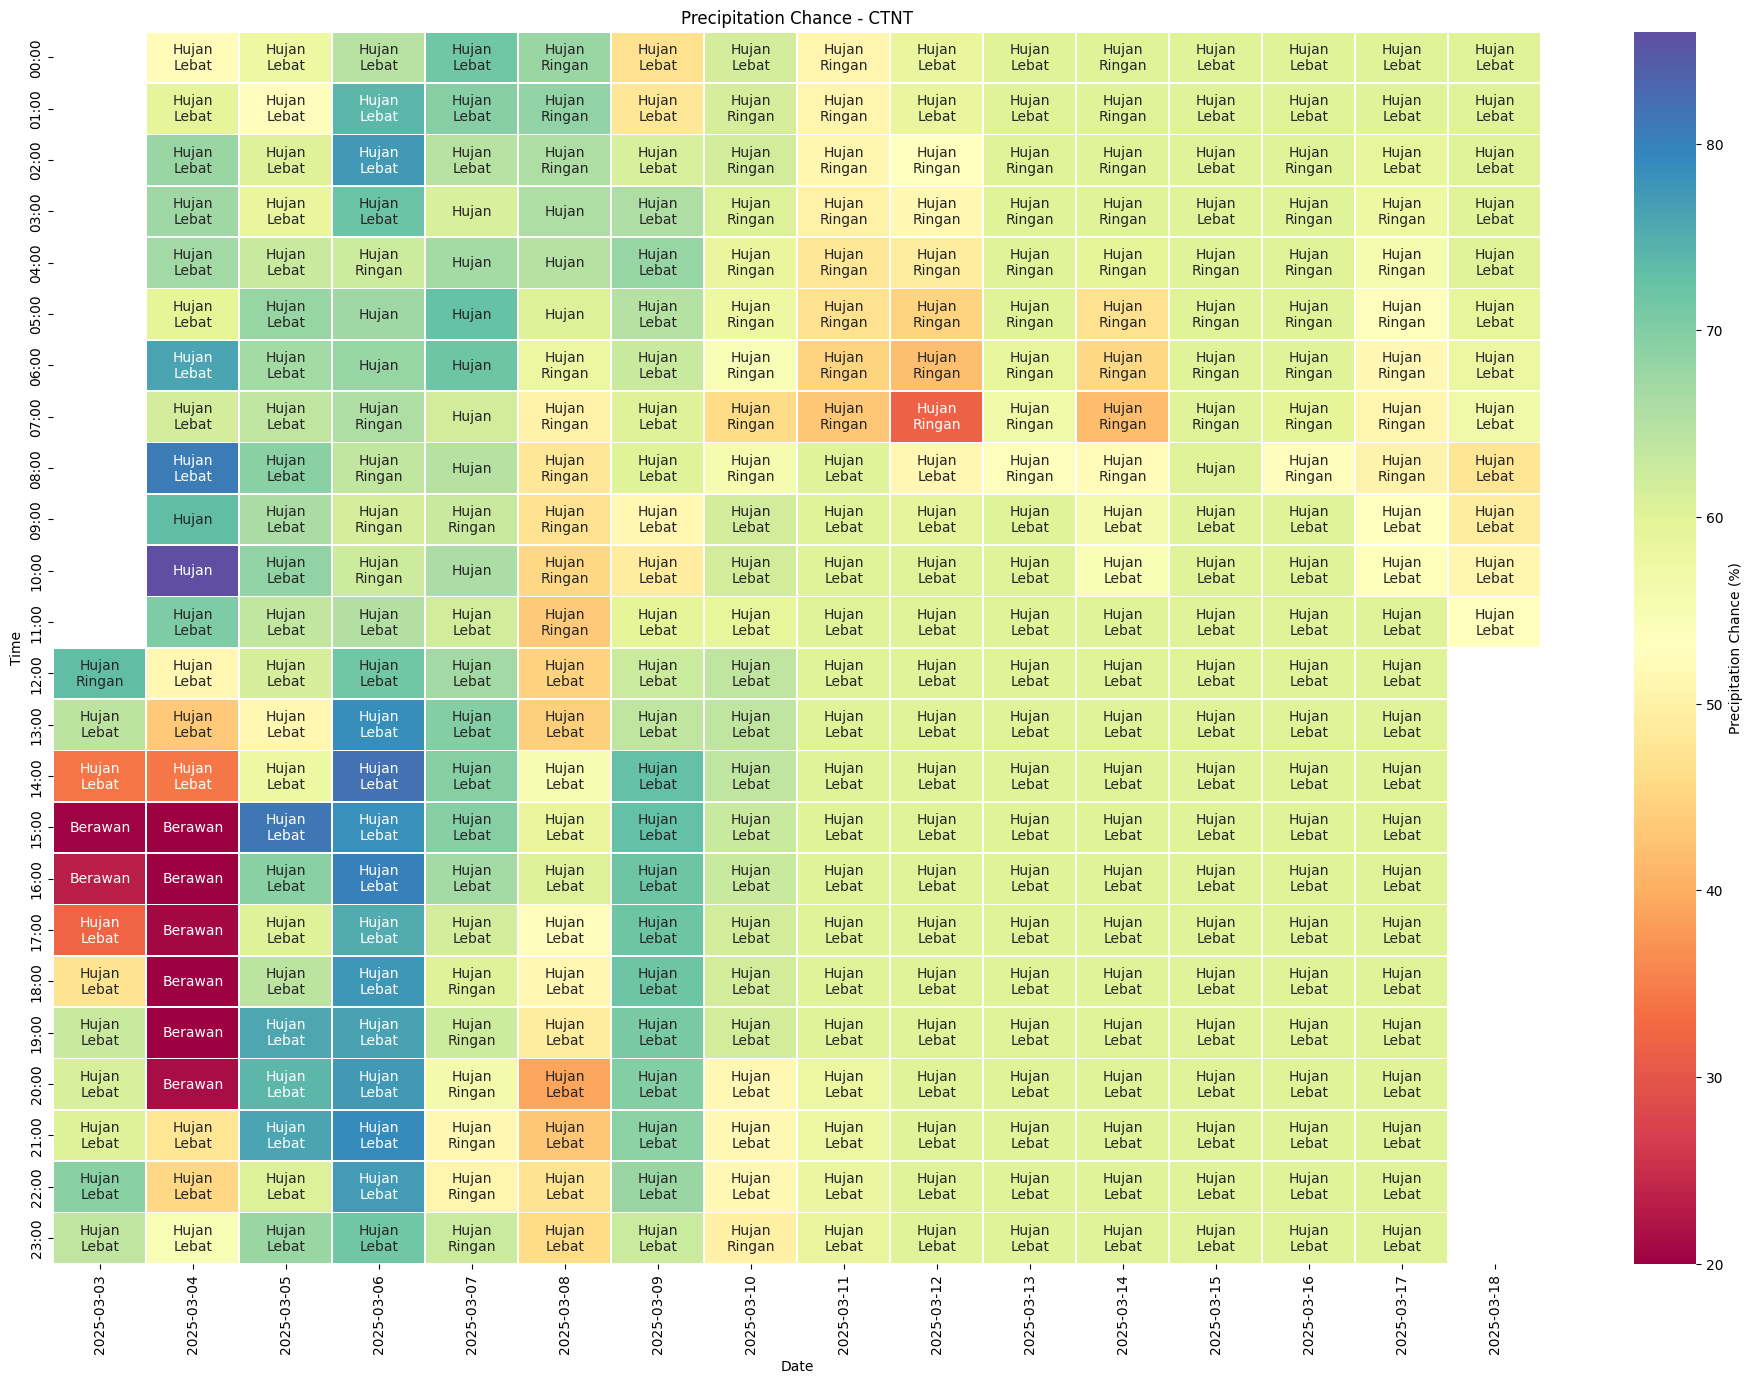 Precipitation Chance - CTNT
00:00 Hujan Lebat Hujan Lebat Hujan Lebat Hujan Lebat Hujan Ringan Hujan Lebat Hujan Lebat Hujan Ringan Hujan Lebat Hujan Lebat Hujan Ringan Hujan Lebat Hujan Lebat Hujan Lebat Hujan Lebat
01:00 Hujan Lebat Hujan Lebat Hujan Lebat Hujan Lebat Hujan Ringan Hujan Lebat Hujan Ringan Hujan Ringan Hujan Lebat Hujan Lebat Hujan Ringan Hujan Lebat Hujan Lebat Hujan Lebat Hujan Lebat
02:00 Hujan Lebat Hujan Lebat Hujan Lebat Hujan Lebat Hujan Ringan Hujan Lebat Hujan Ringan Hujan Ringan Hujan Ringan Hujan Ringan Hujan Ringan Hujan Lebat Hujan Ringan Hujan Lebat Hujan Lebat
03:00 Hujan Lebat Hujan Lebat Hujan Lebat Hujan Hujan Hujan Lebat Hujan Ringan Hujan Ringan Hujan Ringan Hujan Ringan Hujan Ringan Hujan Lebat Hujan Ringan Hujan Ringan Hujan Lebat
04:00 Hujan Lebat Hujan Lebat Hujan Ringan Hujan Hujan Hujan Lebat Hujan Ringan Hujan Ringan Hujan Ringan Hujan Ringan Hujan Ringan Hujan Ringan Hujan Ringan Hujan Ringan Hujan Lebat
05:00 Hujan Lebat Hujan Lebat Hujan Hujan Hujan Hujan Lebat Hujan Ringan Hujan Ringan Hujan Ringan Hujan Ringan Hujan Ringan Hujan Ringan Hujan Ringan Hujan Ringan Hujan Lebat
06:00 Hujan Lebat Hujan Lebat Hujan Hujan Hujan Ringan Hujan Lebat Hujan Ringan Hujan Ringan Hujan Ringan Hujan Ringan Hujan Ringan Hujan Ringan Hujan Ringan Hujan Ringan Hujan Lebat
07:00 Hujan Lebat Hujan Lebat Hujan Ringan Hujan Hujan Ringan Hujan Lebat Hujan Ringan Hujan Ringan Hujan Ringan Hujan Ringan Hujan Ringan Hujan Ringan Hujan Ringan Hujan Ringan Hujan Lebat
08:00 Hujan Lebat Hujan Lebat Hujan Ringan Hujan Hujan Ringan Hujan Lebat Hujan Ringan Hujan Lebat Hujan Lebat Hujan Ringan Hujan Ringan Hujan Hujan Ringan Hujan Ringan Hujan Lebat
09:00 Hujan Hujan Lebat Hujan Ringan Hujan Ringan Hujan Ringan Hujan Lebat Hujan Lebat Hujan Lebat Hujan Lebat Hujan Lebat Hujan Lebat Hujan Lebat Hujan Lebat Hujan Lebat Hujan Lebat
10:00 Hujan Hujan Lebat Hujan Ringan Hujan Hujan Ringan Hujan Lebat Hujan Lebat Hujan Lebat Hujan Lebat Hujan Lebat Hujan Lebat Hujan Lebat Hujan Lebat Hujan Lebat Hujan Lebat
11:00 Hujan Lebat Hujan Lebat Hujan Lebat Hujan Lebat Hujan Ringan Hujan Lebat Hujan Lebat Hujan Lebat Hujan Lebat Hujan Lebat Hujan Lebat Hujan Lebat Hujan Lebat Hujan Lebat Hujan Lebat
12:00 Hujan Ringan Hujan Lebat Hujan Lebat Hujan Lebat Hujan Lebat Hujan Lebat Hujan Lebat Hujan Lebat Hujan Lebat Hujan Lebat Hujan Lebat Hujan Lebat Hujan Lebat Hujan Lebat Hujan Lebat
13:00 Hujan Lebat Hujan Lebat Hujan Lebat Hujan Lebat Hujan Lebat Hujan Lebat Hujan Lebat Hujan Lebat Hujan Lebat Hujan Lebat Hujan Lebat Hujan Lebat Hujan Lebat Hujan Lebat Hujan Lebat
14:00 Hujan Lebat Hujan Lebat Hujan Lebat Hujan Lebat Hujan Lebat Hujan Lebat Hujan Lebat Hujan Lebat Hujan Lebat Hujan Lebat Hujan Lebat Hujan Lebat Hujan Lebat Hujan Lebat Hujan Lebat
15:00 Berawan Berawan Hujan Lebat Hujan Lebat Hujan Lebat Hujan Lebat Hujan Lebat Hujan Lebat Hujan Lebat Hujan Lebat Hujan Lebat Hujan Lebat Hujan Lebat Hujan Lebat Hujan Lebat
16:00 Berawan Berawan Hujan Lebat Hujan Lebat Hujan Lebat Hujan Lebat Hujan Lebat Hujan Lebat Hujan Lebat Hujan Lebat Hujan Lebat Hujan Lebat Hujan Lebat Hujan Lebat Hujan Lebat
17:00 Hujan Lebat Berawan Hujan Lebat Hujan Lebat Hujan Lebat Hujan Lebat Hujan Lebat Hujan Lebat Hujan Lebat Hujan Lebat Hujan Lebat Hujan Lebat Hujan Lebat Hujan Lebat Hujan Lebat
18:00 Hujan Lebat Berawan Hujan Lebat Hujan Lebat Hujan Ringan Hujan Lebat Hujan Lebat Hujan Lebat Hujan Lebat Hujan Lebat Hujan Lebat Hujan Lebat Hujan Lebat Hujan Lebat Hujan Lebat
19:00 Hujan Lebat Berawan Hujan Lebat Hujan Lebat Hujan Ringan Hujan Lebat Hujan Lebat Hujan Lebat Hujan Lebat Hujan Lebat Hujan Lebat Hujan Lebat Hujan Lebat Hujan Lebat Hujan Lebat
20:00 Hujan Lebat Berawan Hujan Lebat Hujan Lebat Hujan Ringan Hujan Lebat Hujan Lebat Hujan Lebat Hujan Lebat Hujan Lebat Hujan Lebat Hujan Lebat Hujan Lebat Hujan Lebat Hujan Lebat
21:00 Hujan Lebat Hujan Lebat Hujan Lebat Hujan Lebat Hujan Ringan Hujan Lebat Hujan Lebat Hujan Lebat Hujan Lebat Hujan Lebat Hujan Lebat Hujan Lebat Hujan Lebat Hujan Lebat Hujan Lebat
22:00 Hujan Lebat Hujan Lebat Hujan Lebat Hujan Lebat Hujan Ringan Hujan Lebat Hujan Lebat Hujan Lebat Hujan Lebat Hujan Lebat Hujan Lebat Hujan Lebat Hujan Lebat Hujan Lebat Hujan Lebat
23:00 Hujan Lebat Hujan Lebat Hujan Lebat Hujan Lebat Hujan Ringan Hujan Lebat Hujan Lebat Hujan Ringan Hujan Lebat Hujan Lebat Hujan Lebat Hujan Lebat Hujan Lebat Hujan Lebat Hujan Lebat
Time
2025-03-03 2025-03-04 2025-03-05 2025-03-06 2025-03-07 2025-03-08 2025-03-09 2025-03-10 2025-03-11 2025-03-12 2025-03-13 2025-03-14 2025-03-15 2025-03-16 2025-03-17 2025-03-18
Date
80
70
60
50
40
30
20
Precipitation Chance (%)